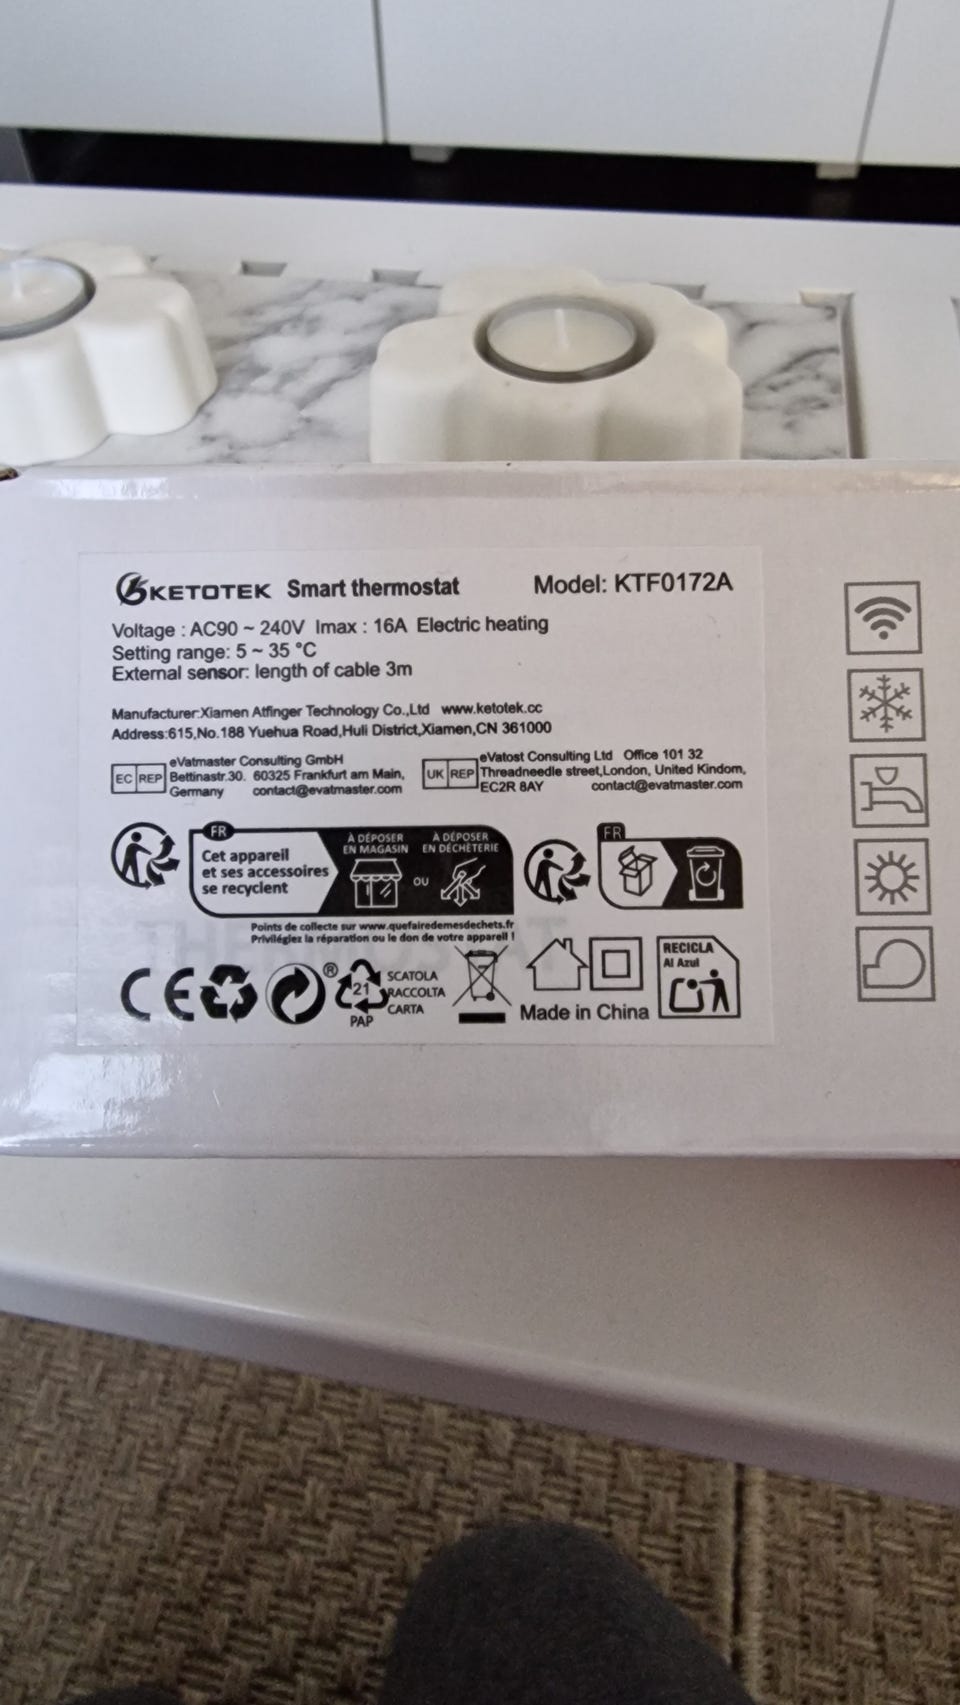 KETOTEK Smart thermostat Model: KTF0172A
Voltage : AC90 ~ 240V Imax : 16A Electric heating
Setting range: 5 ~ 35 °C
External sensor: length of cable 3m
Manufacturer:Xiamen Atfinger Technology Co.,Ltd www.ketotek.cc
Address:615,No.188 Yuehua Road,Huli District,Xiamen,CN 361000
EC REP
eVatmaster Consulting GmbH
Bettinastr.30. 60325 Frankfurt am Main,
Germany contact@evatmaster.com
UK REP
eVatost Consulting Ltd Office 101 32
Threadneedle street,London, United Kindom,
EC2R 8AY contact@evatmaster.com
FR
Cet appareil
et ses accessoires
se recyclent
À DÉPOSER
EN MAGASIN
OU
À DÉPOSER
EN DÉCHÈTERIE
FR
Points de collecte sur www.quefairedemesdechets.fr
Privilégiez la réparation ou le don de votre appareil !
CE
®
21
PAP
SCATOLA
RACCOLTA
CARTA
Made in China
RECICLA
Al Azul